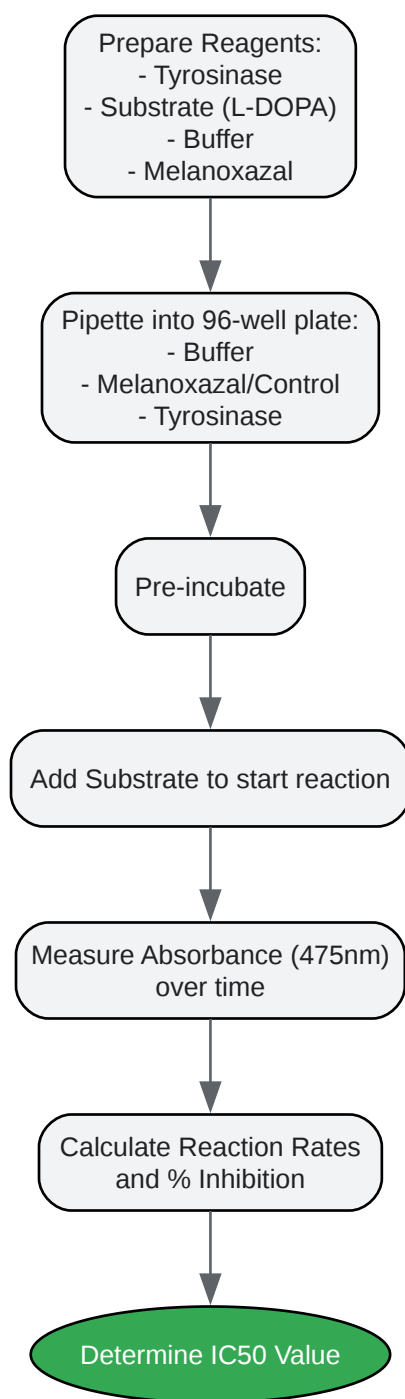 Prepare Reagents:
- Tyrosinase
- Substrate (L-DOPA)
- Buffer
- Melanoxazal
Pipette into 96-well plate:
- Buffer
- Melanoxazal/Control
- Tyrosinase
Pre-incubate
Add Substrate to start reaction
Measure Absorbance (475nm)
over time
Calculate Reaction Rates
and % Inhibition
Determine IC50 Value